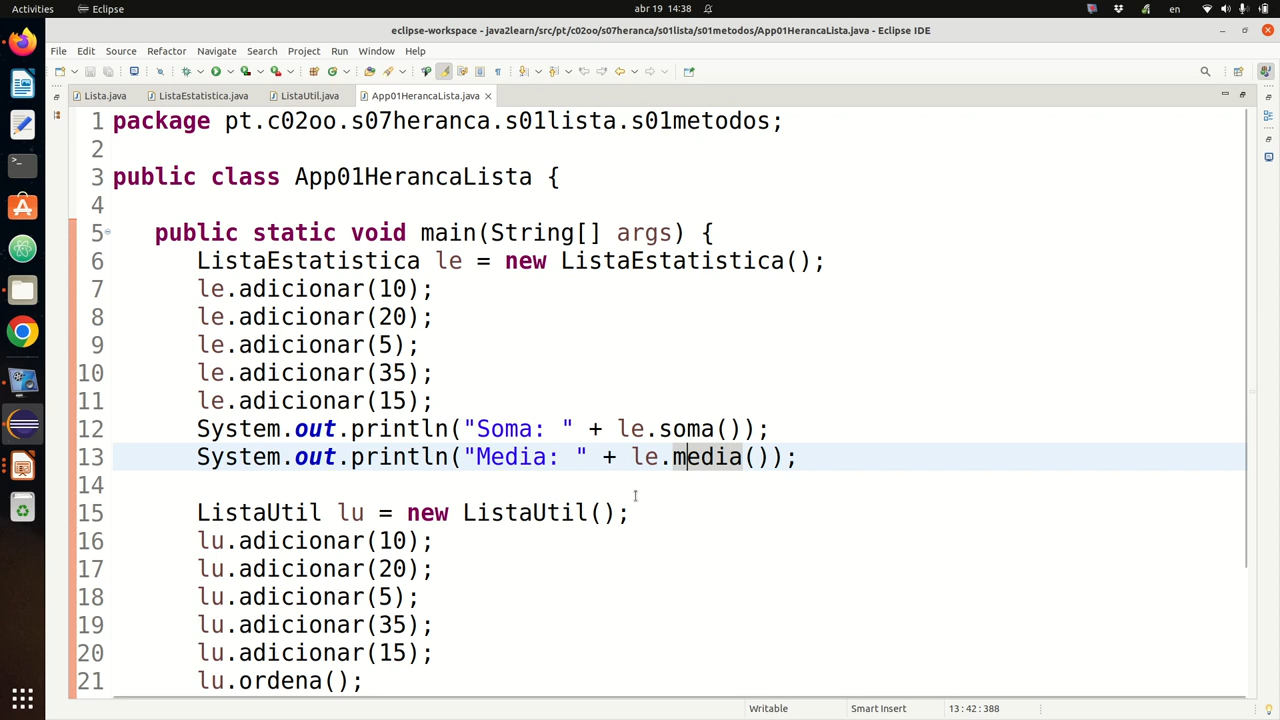 Activities Eclipse abr 19 14:38 en
eclipse-workspace - java2learn/src/pt/c02oo/s07heranca/s01lista/s01metodos/App01HerancaLista.java - Eclipse IDE
File Edit Source Refactor Navigate Search Project Run Window Help
Lista.java ListaEstatistica.java ListaUtil.java App01HerancaLista.java
1 package pt.c02oo.s07heranca.s01lista.s01metodos;
2
3 public class App01HerancaLista {
4
5 public static void main(String[] args) {
6 ListaEstatistica le = new ListaEstatistica();
7 le.adicionar(10);
8 le.adicionar(20);
9 le.adicionar(5);
10 le.adicionar(35);
11 le.adicionar(15);
12 System.out.println("Soma: " + le.soma());
13 System.out.println("Media: " + le.media());
14
15 ListaUtil lu = new ListaUtil();
16 lu.adicionar(10);
17 lu.adicionar(20);
18 lu.adicionar(5);
19 lu.adicionar(35);
20 lu.adicionar(15);
21 lu.ordena();
Writable Smart Insert 13 : 42 : 388